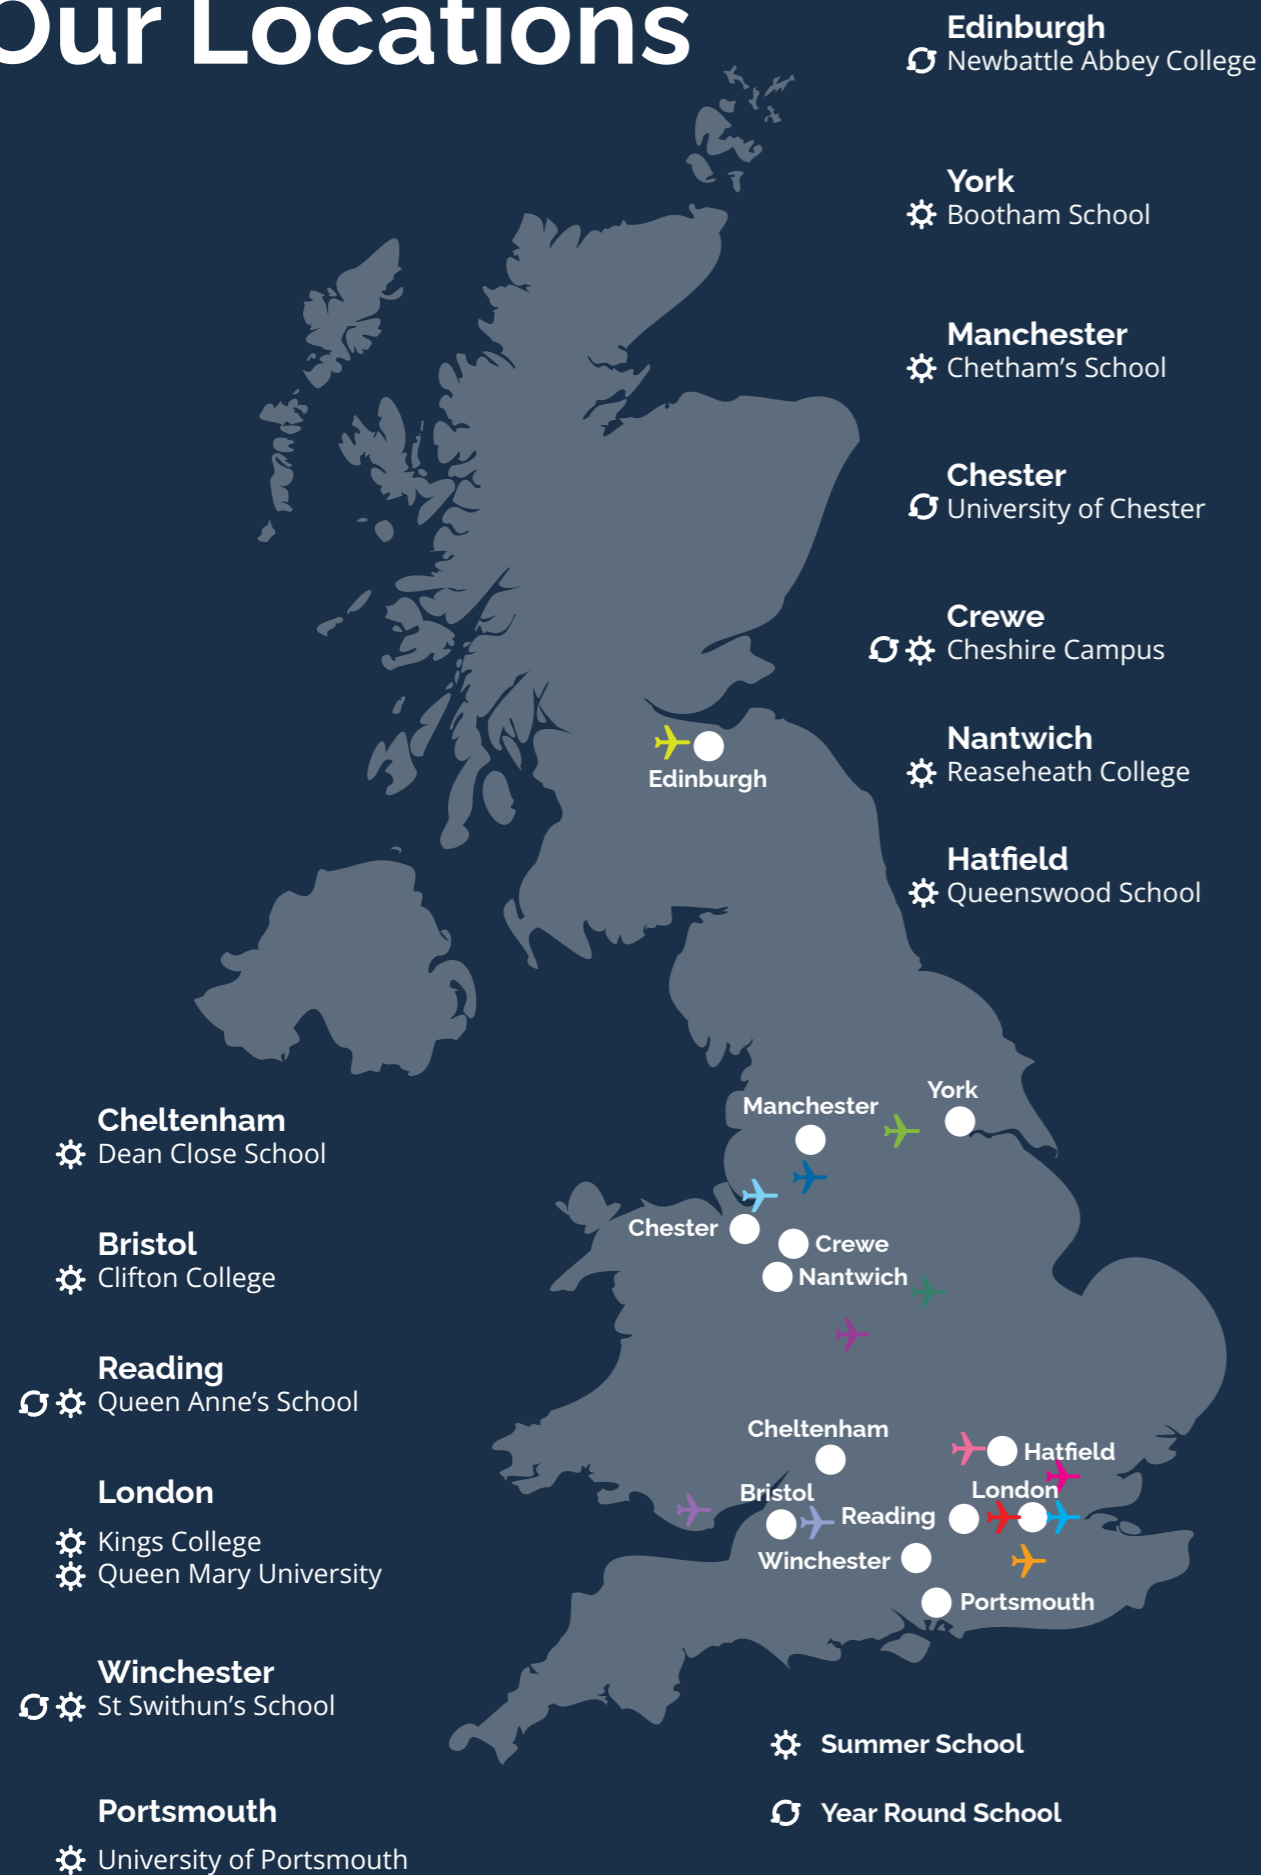 Our Locations
Edinburgh
Newbattle Abbey College
York
Bootham School
Manchester
Chetham's School
Chester
University of Chester
Crewe
Cheshire Campus
Nantwich
Reaseheath College
Hatfield
Queenswood School
Cheltenham
Dean Close School
Bristol
Clifton College
Reading
Queen Anne's School
London
Kings College
Queen Mary University
Winchester
St Swithun's School
Portsmouth
University of Portsmouth
Edinburgh
York
Manchester
Chester
Crewe
Nantwich
Cheltenham
Hatfield
London
Bristol
Reading
Winchester
Portsmouth
Summer School
Year Round School